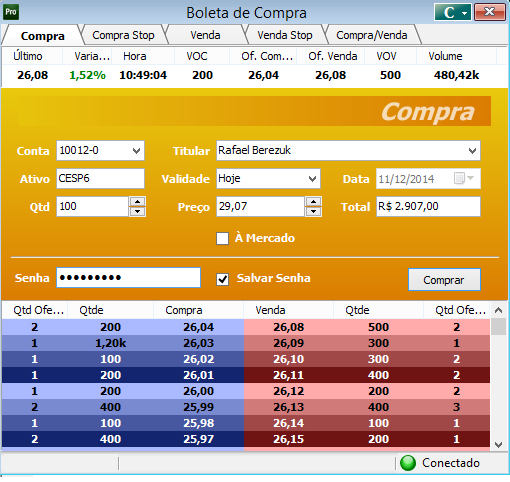 Pro Boleta de Compra C
Compra Compra Stop Venda Venda Stop Compra/Venda
Último Varia... Hora VOC Of. Com... Of. Venda VOV Volume
26,08 1,52% 10:49:04 200 26,04 26,08 500 480,42k
Compra
Conta 10012-0 Titular Rafael Berezuk
Ativo CESP6 Validade Hoje Data 11/12/2014
Qtd 100 Preço 29,07 Total R$ 2.907,00
À Mercado
Senha ●●●●●●●●● Salvar Senha Comprar
Qtd Ofe... Qtde Compra Venda Qtde Qtd Ofe...
2 200 26,04 26,08 500 2
1 1,20k 26,03 26,09 300 1
1 100 26,02 26,10 300 2
1 200 26,01 26,11 400 2
1 200 26,00 26,12 200 2
2 400 25,99 26,13 400 3
1 100 25,98 26,14 100 1
2 400 25,97 26,15 200 1
Conectado